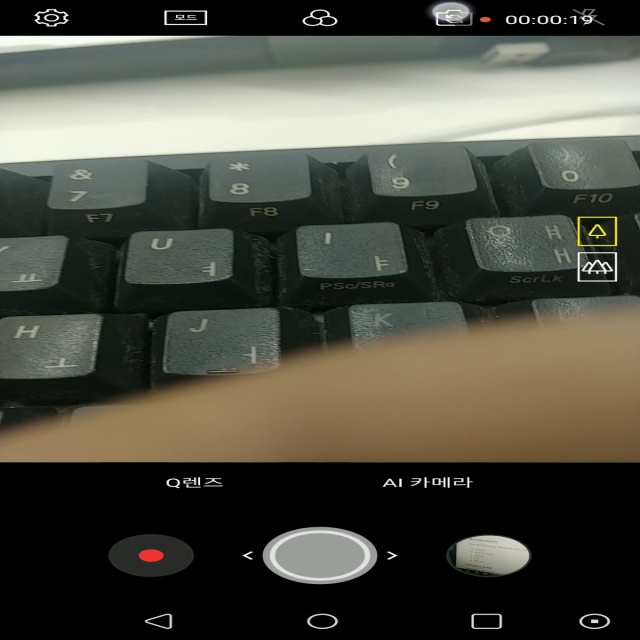 모드
00:00:19
& * ( )
7 8 9 0
F7 F8 F9 F10
U I
ㅕ ㅑ
ㅛ
PSc/SRq ScrLk
H J K
ㅗ ㅓ
Q렌즈 AI 카메라